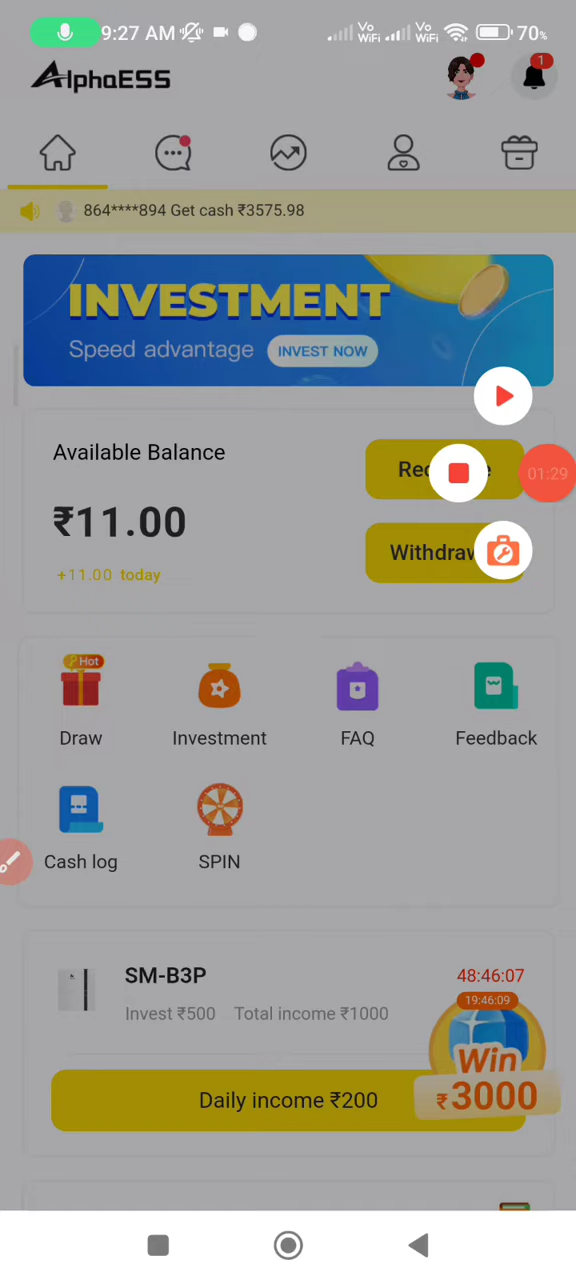 9:27 AM
Vo WiFi
Vo WiFi
70%
AlphaESS
1
864****894 Get cash ₹3575.98
INVESTMENT
Speed advantage INVEST NOW
Available Balance
₹11.00
+11.00 today
01:29
Hot
Draw
Investment
FAQ
Feedback
Cash log
SPIN
SM-B3P
48:46:07
Invest ₹500 Total income ₹1000
19:46:09
Win
₹3000
Daily income ₹200